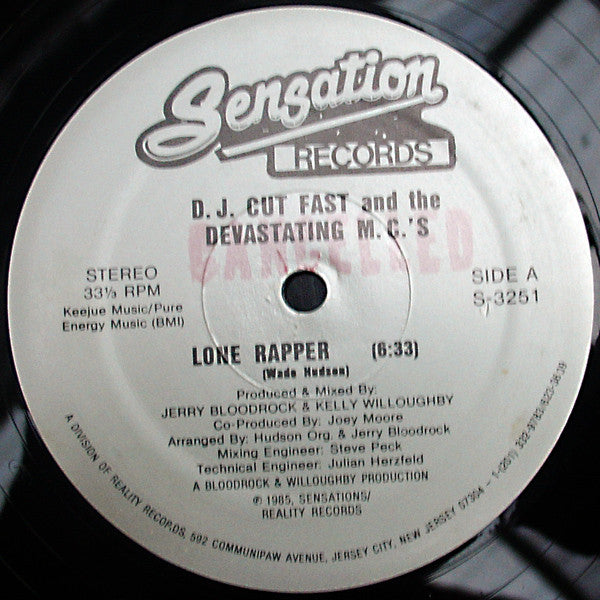 Sensation
RECORDS
D.J. CUT FAST and the
DEVASTATING M.C.'S
CANCELLED
STEREO
33⅓ RPM
Keejue Music/Pure
Energy Music (BMI)
SIDE A
S-3251
LONE RAPPER (6:33)
(Wade Hudson)
Produced & Mixed By:
JERRY BLOODROCK & KELLY WILLOUGHBY
Co-Produced By: Joey Moore
Arranged By: Hudson Org. & Jerry Bloodrock
Mixing Engineer: Steve Peck
Technical Engineer: Julian Herzfeld
A BLOODROCK & WILLOUGHBY PRODUCTION
℗ 1985, SENSATIONS/
REALITY RECORDS
A DIVISION OF REALITY RECORDS, 592 COMMUNIPAW AVENUE, JERSEY CITY, NEW JERSEY 07304 - 1-(201)